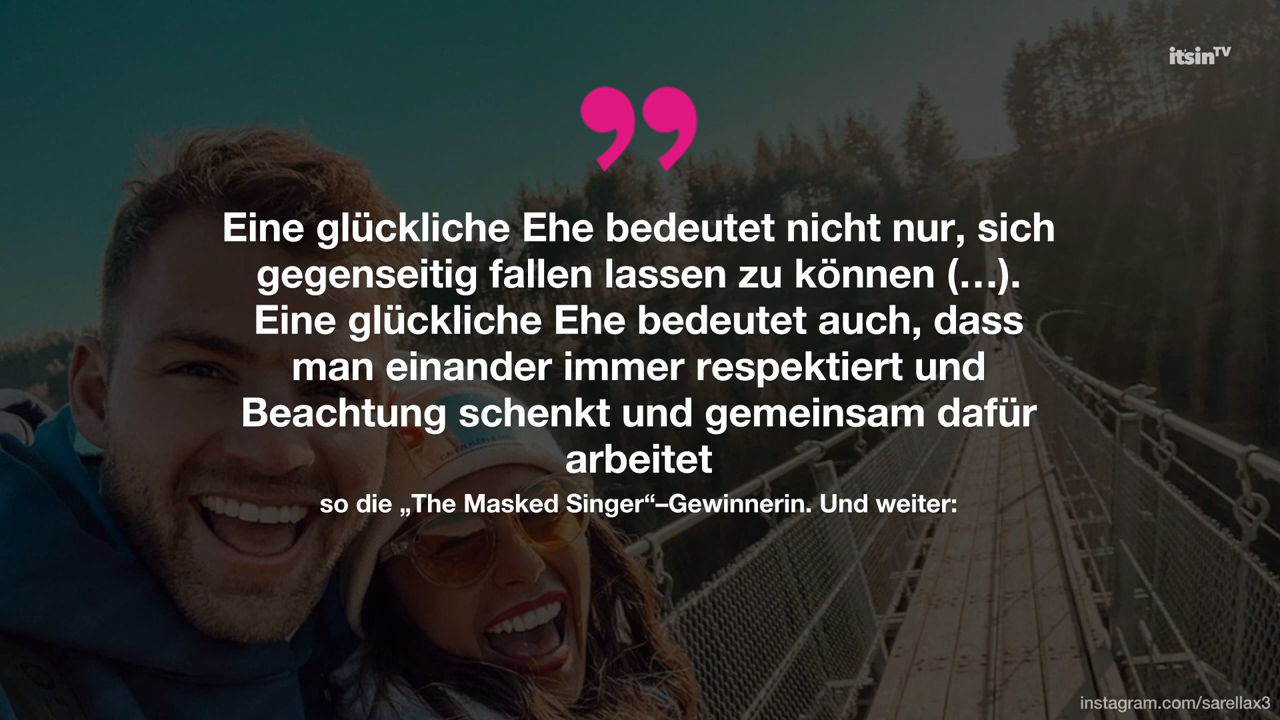 itsinTV
Eine glückliche Ehe bedeutet nicht nur, sich
gegenseitig fallen lassen zu können (…).
Eine glückliche Ehe bedeutet auch, dass
man einander immer respektiert und
Beachtung schenkt und gemeinsam dafür
arbeitet
so die „The Masked Singer“–Gewinnerin. Und weiter:
instagram.com/sarellax3